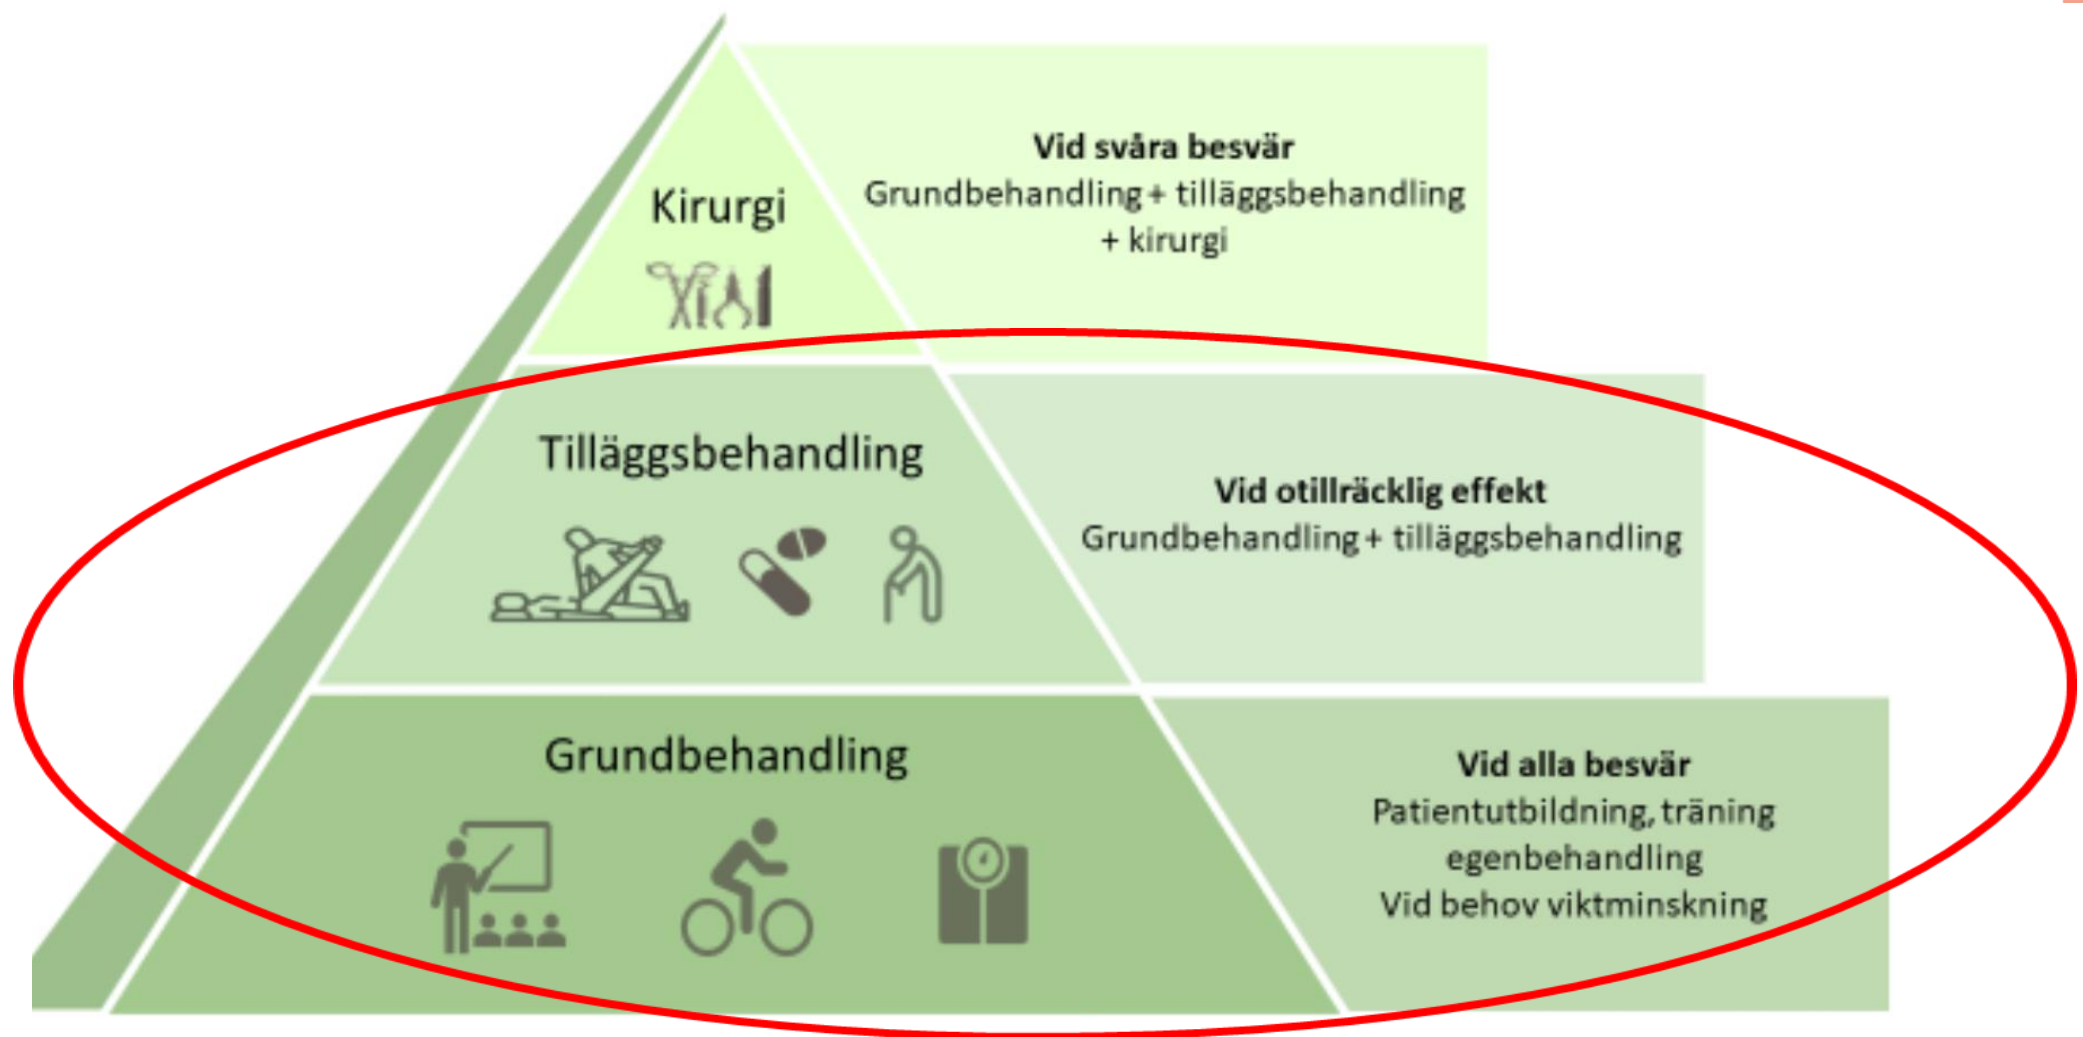 Kirurgi
Vid svåra besvär
Grundbehandling + tilläggsbehandling
+ kirurgi
Tilläggsbehandling
Vid otillräcklig effekt
Grundbehandling + tilläggsbehandling
Grundbehandling
Vid alla besvär
Patientutbildning, träning
egenbehandling
Vid behov viktminskning